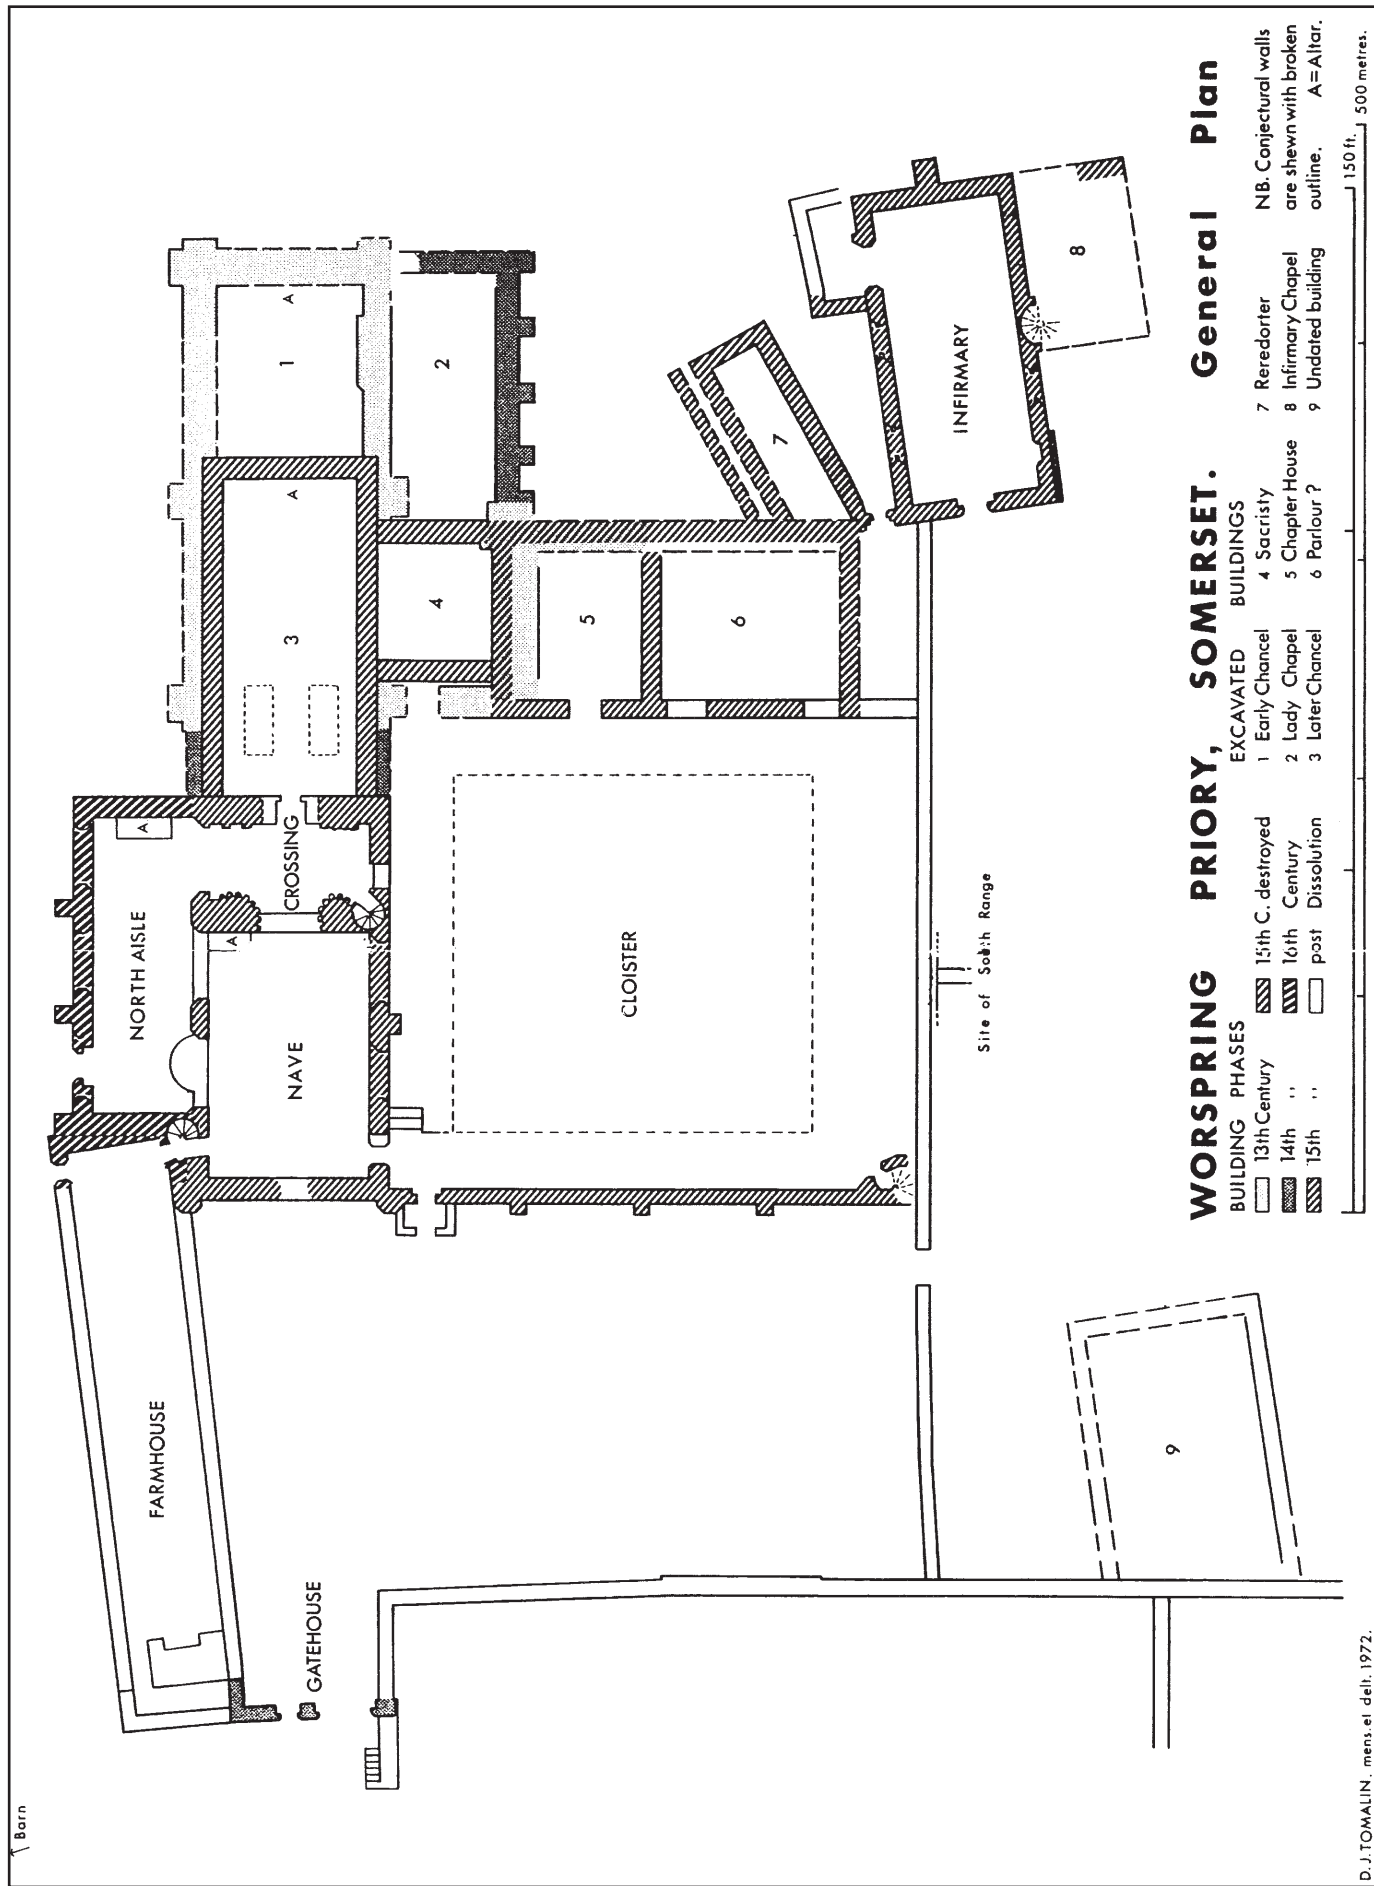 Barn
FARMHOUSE
GATEHOUSE
NORTH AISLE
A
NAVE
A
CROSSING
3
A
1
A
2
4
5
6
7
CLOISTER
INFIRMARY
8
9
Site of South Range
WORSPRING PRIORY, SOMERSET. General Plan
BUILDING PHASES
13th Century
14th ,,
15th
15th C. destroyed
16th Century
post Dissolution
EXCAVATED BUILDINGS
1 Early Chancel
2 Lady Chapel
3 Later Chancel
4 Sacristy
5 Chapter House
6 Parlour ?
7 Reredorter
8 Infirmary Chapel
9 Undated building
NB. Conjectural walls
are shewn with broken
outline. A=Altar.
150 ft.
500 metres.
D. J. TOMALIN. mens. et delt. 1972.